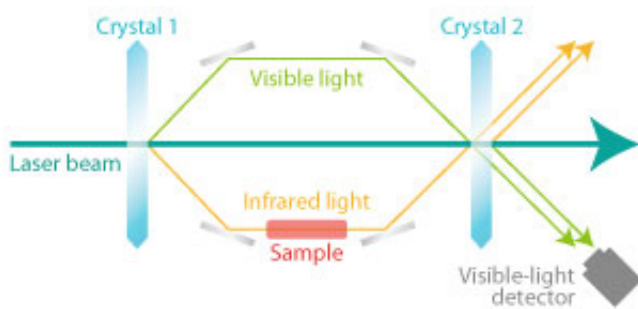 Crystal 1
Crystal 2
Visible light
Laser beam
Infrared light
Sample
Visible-light
detector